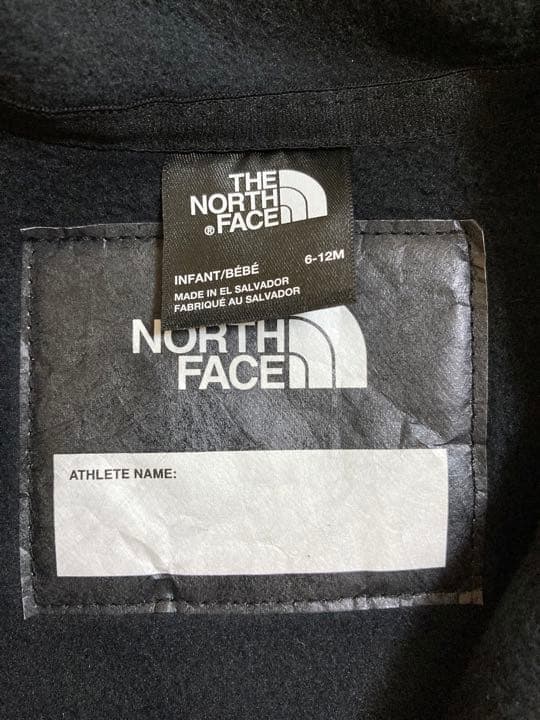 THE
NORTH
® FACE
6-12M
INFANT/BÉBÉ
MADE IN EL SALVADOR
FABRIQUÉ AU SALVADOR
NORTH
FACE
ATHLETE NAME: